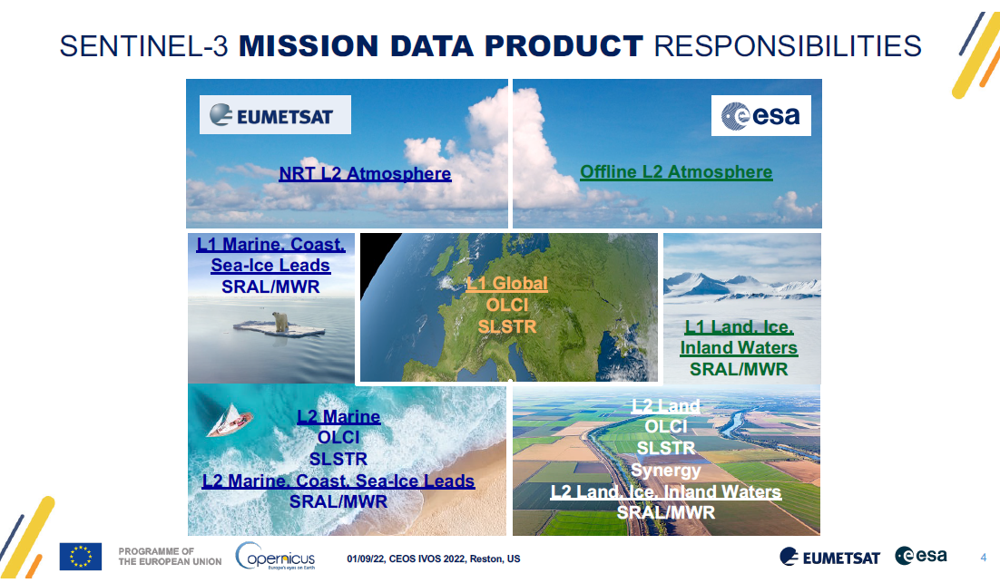 SENTINEL-3 MISSION DATA PRODUCT RESPONSIBILITIES
EUMETSAT
esa
NRT L2 Atmosphere
Offline L2 Atmosphere
L1 Marine, Coast,
Sea-Ice Leads
SRAL/MWR
L1 Global
OLCI
SLSTR
L1 Land, Ice,
Inland Waters
SRAL/MWR
L2 Marine
OLCI
SLSTR
L2 Marine, Coast, Sea-Ice Leads
SRAL/MWR
L2 Land
OLCI
SLSTR
Synergy
L2 Land, Ice, Inland Waters
SRAL/MWR
PROGRAMME OF
THE EUROPEAN UNION
opernicus
Europe's eyes on Earth
01/09/22, CEOS IVOS 2022, Reston, US
EUMETSAT
esa
4